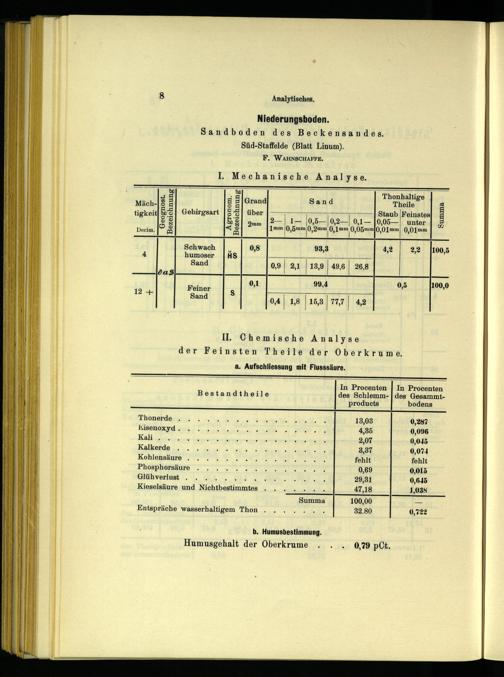 8
Analytisches.
Niederungsboden.
Sandboden des Beckensandes.
Süd-Staffelde (Blatt Linum).
F. WAHNSCHAFFE.
I. Mechanische Analyse.
Mächtigkeit Decim. | Geognost. Bezeichnung | Gebirgsart | Agronom. Bezeichnung | Grand über 2mm | Sand | Thonhaltige Theile | Summa
2—1mm | 1—0,5mm | 0,5—0,2mm | 0,2—0,1mm | 0,1—0,05mm | Staub 0,05—0,01mm | Feinstes unter 0,01mm
4 | Schwach humoser Sand | H̆S | 0,8 | 93,3 | 4,2 | 2,2 | 100,5
0,9 | 2,1 | 13,9 | 49,6 | 26,8
∂as
12 + | Feiner Sand | S | 0,1 | 99,4 | 0,5 | 100,0
0,4 | 1,8 | 15,3 | 77,7 | 4,2
II. Chemische Analyse
der Feinsten Theile der Oberkrume.
a. Aufschliessung mit Flusssäure.
Bestandtheile | In Procenten des Schlemmproducts | In Procenten des Gesammtbodens
Thonerde . . . . . . . . . . . . . . . . 13,03 0,287
Eisenoxyd . . . . . . . . . . . . . . . . 4,35 0,096
Kali . . . . . . . . . . . . . . . . . . 2,07 0,045
Kalkerde . . . . . . . . . . . . . . . . 3,37 0,074
Kohlensäure . . . . . . . . . . . . . . . fehlt fehlt
Phosphorsäure . . . . . . . . . . . . . . 0,69 0,015
Glühverlust . . . . . . . . . . . . . . . 29,31 0,645
Kieselsäure und Nichtbestimmtes . . . . . . 47,18 1,038
Summa 100,00 —
Entspräche wasserhaltigem Thon . . . . . . . 32.80 0,722
b. Humusbestimmung.
Humusgehalt der Oberkrume . . . 0,79 pCt.